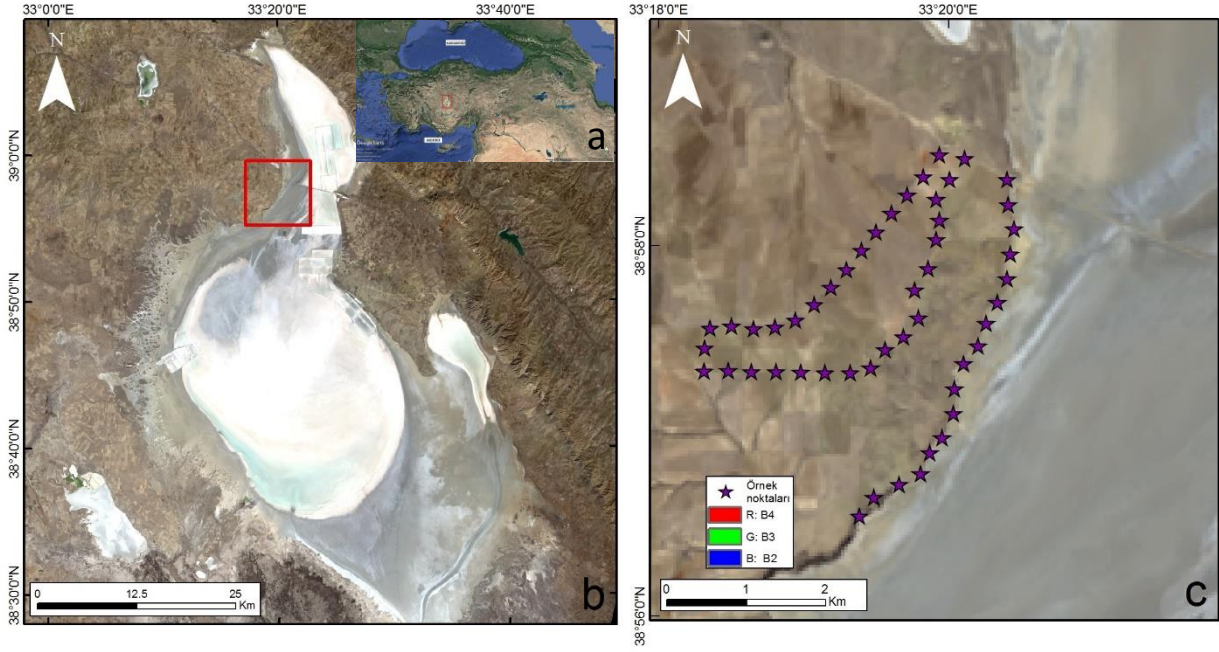 33°0'0"E
33°20'0"E
33°40'0"E
N
a
39°0'0"N
38°50'0"N
38°40'0"N
38°30'0"N
0
12.5
25
Km
b
33°18'0"E
33°20'0"E
N
38°58'0"N
38°56'0"N
Örnek
noktaları
R: B4
G: B3
B: B2
0
1
2
Km
c